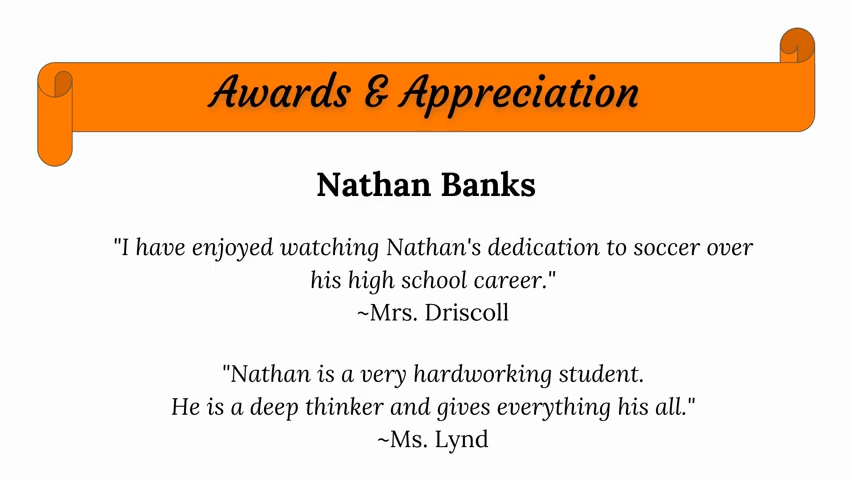 Awards & Appreciation
Nathan Banks
"I have enjoyed watching Nathan's dedication to soccer over
his high school career."
~Mrs. Driscoll
"Nathan is a very hardworking student.
He is a deep thinker and gives everything his all."
~Ms. Lynd